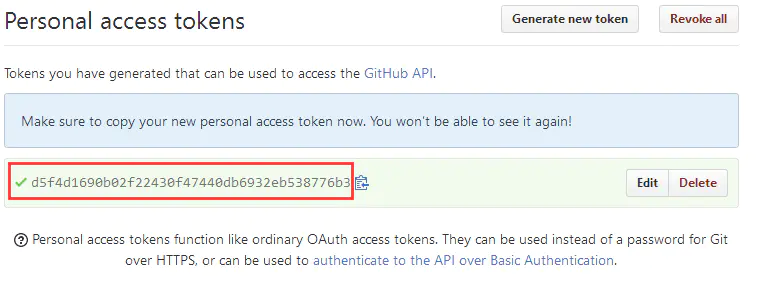 Personal access tokens
Generate new token
Revoke all
Tokens you have generated that can be used to access the GitHub API.
Make sure to copy your new personal access token now. You won't be able to see it again!
d5f4d1690b02f22430f47440db6932eb538776b3
Edit
Delete
Personal access tokens function like ordinary OAuth access tokens. They can be used instead of a password for Git
over HTTPS, or can be used to authenticate to the API over Basic Authentication.